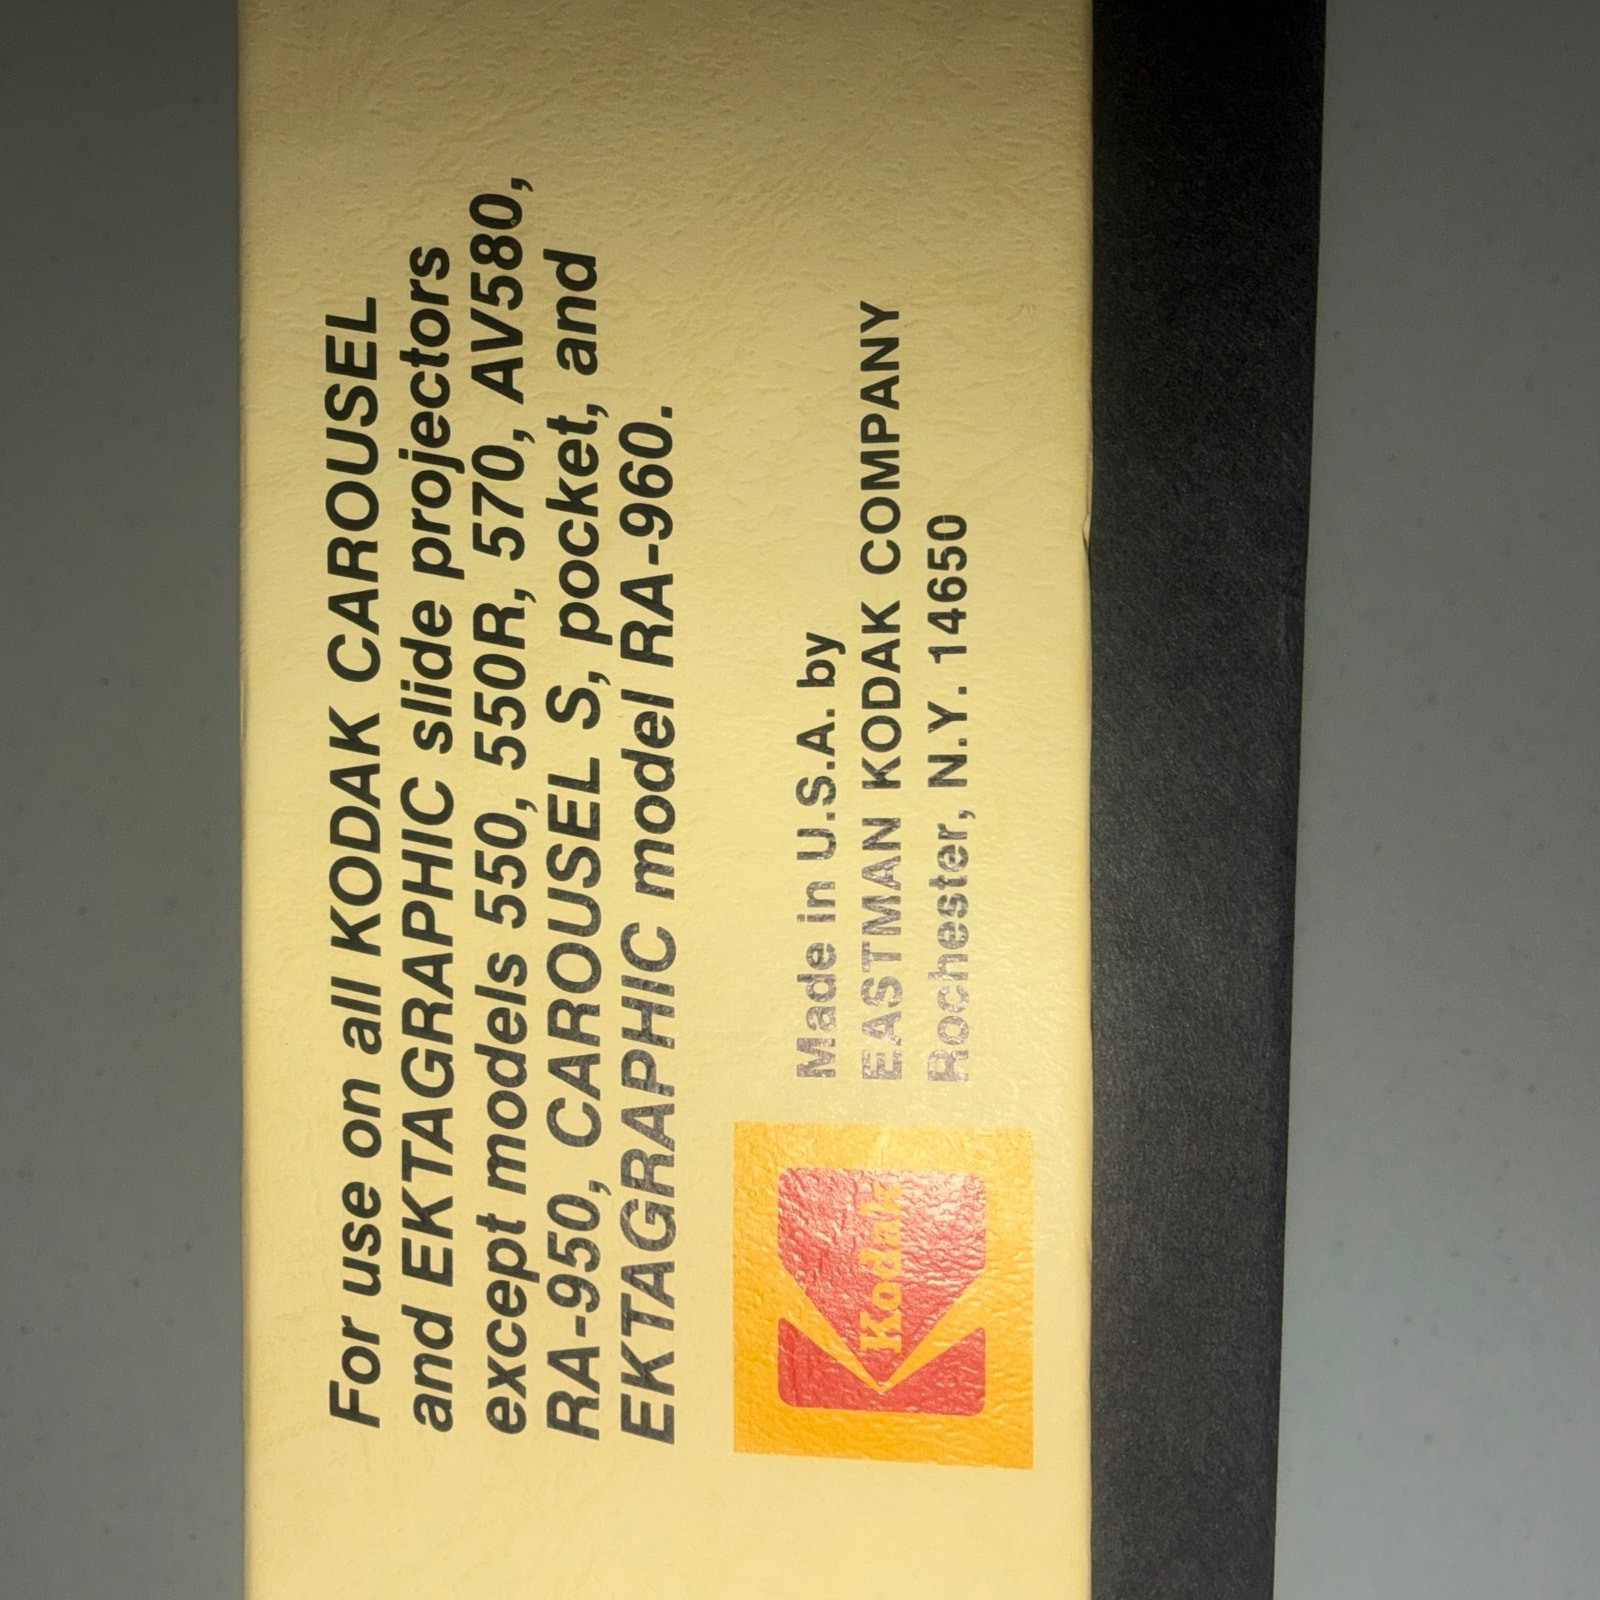 For use on all KODAK CAROUSEL
and EKTAGRAPHIC slide projectors
except models 550, 550R, 570, AV580,
RA-950, CAROUSEL S, pocket, and
EKTAGRAPHIC model RA-960.
Kodak
Made in U.S.A. by
EASTMAN KODAK COMPANY
Rochester, N.Y. 14650